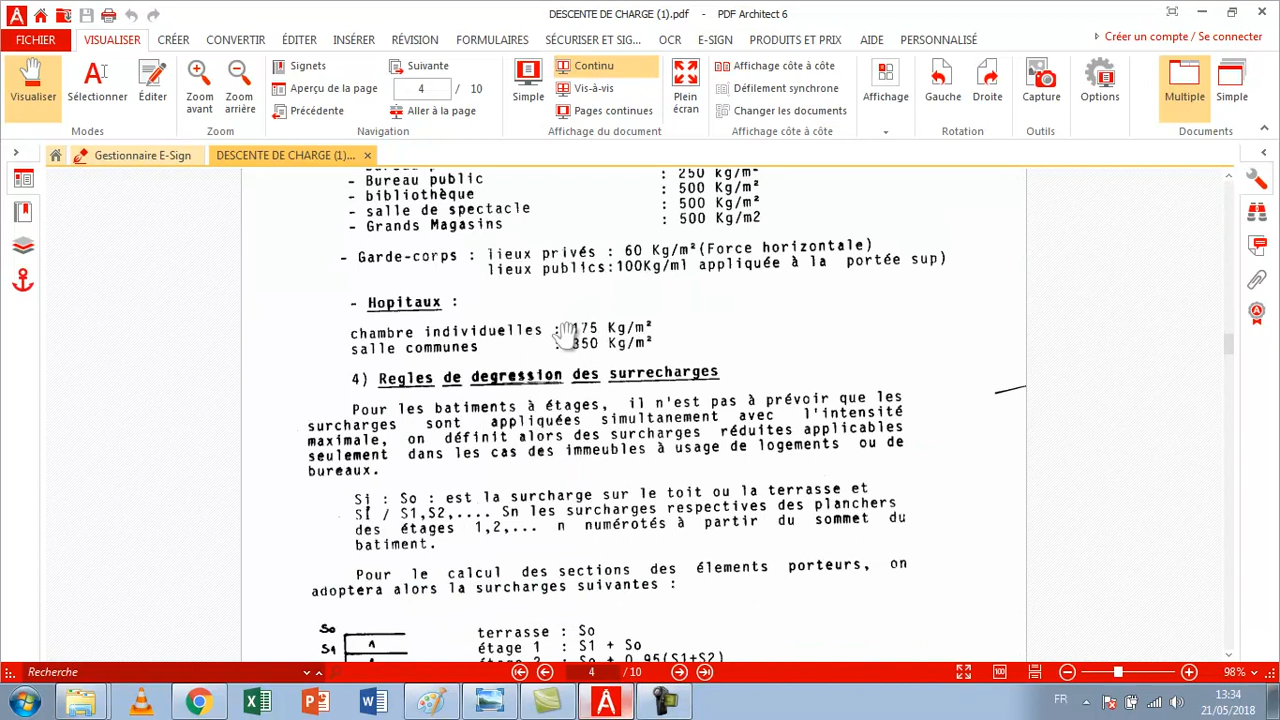 DESCENTE DE CHARGE (1).pdf - PDF Architect 6
FICHIER VISUALISER CRÉER CONVERTIR ÉDITER INSÉRER RÉVISION FORMULAIRES SÉCURISER ET SIG... OCR E-SIGN PRODUITS ET PRIX AIDE PERSONNALISÉ Créer un compte / Se connecter
Visualiser Sélectionner Éditer
Modes
Zoom avant Zoom arrière
Zoom
Signets Suivante
Aperçu de la page 4 / 10
Précédente Aller à la page
Navigation
Simple Continu
Vis-à-vis
Pages continues
Plein écran
Affichage du document
Affichage côte à côte
Défilement synchrone
Changer les documents
Affichage côte à côte
Affichage
Gauche Droite
Rotation
Capture
Outils
Options
Multiple Simple
Documents
Gestionnaire E-Sign DESCENTE DE CHARGE (1)...
: 250 Kg/m²
- Bureau public : 500 Kg/m²
- bibliothèque : 500 Kg/m²
- salle de spectacle : 500 Kg/m2
- Grands Magasins
- Garde-corps : lieux privés : 60 Kg/m²(Force horizontale)
lieux publics:100Kg/ml appliquée à la portée sup)
- Hopitaux :
chambre individuelles : 175 Kg/m²
salle communes : 350 Kg/m²
4) Regles de degression des surrecharges
Pour les batiments à étages, il n'est pas à prévoir que les
surcharges sont appliquées simultanement avec l'intensité
maximale, on définit alors des surcharges réduites applicables
seulement dans les cas des immeubles à usage de logements ou de
bureaux.
Si : So : est la surcharge sur le toit ou la terrasse et
SI / S1,S2,.... Sn les surcharges respectives des planchers
des étages 1,2,... n numérotés à partir du sommet du
batiment.
Pour le calcul des sections des élements porteurs, on
adoptera alors la surcharges suivantes :
So terrasse : So
S1 1 étage 1 : S1 + So
étage 2 : So + 0,95(S1+S2)
Recherche 4 /10 98%
FR 13:34
21/05/2018